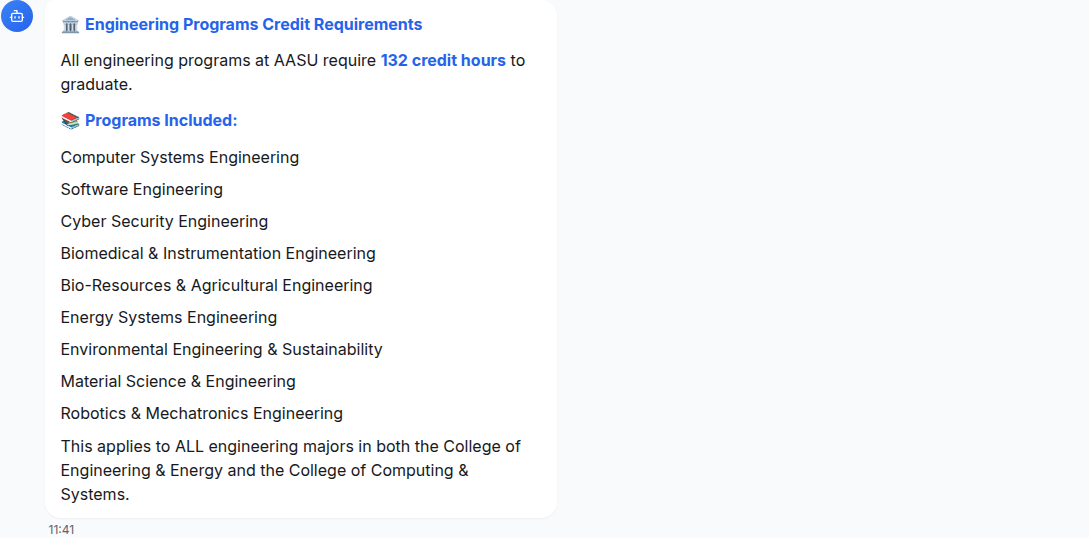 🏛️ Engineering Programs Credit Requirements
All engineering programs at AASU require 132 credit hours to
graduate.
📚 Programs Included:
Computer Systems Engineering
Software Engineering
Cyber Security Engineering
Biomedical & Instrumentation Engineering
Bio-Resources & Agricultural Engineering
Energy Systems Engineering
Environmental Engineering & Sustainability
Material Science & Engineering
Robotics & Mechatronics Engineering
This applies to ALL engineering majors in both the College of
Engineering & Energy and the College of Computing &
Systems.
11:41